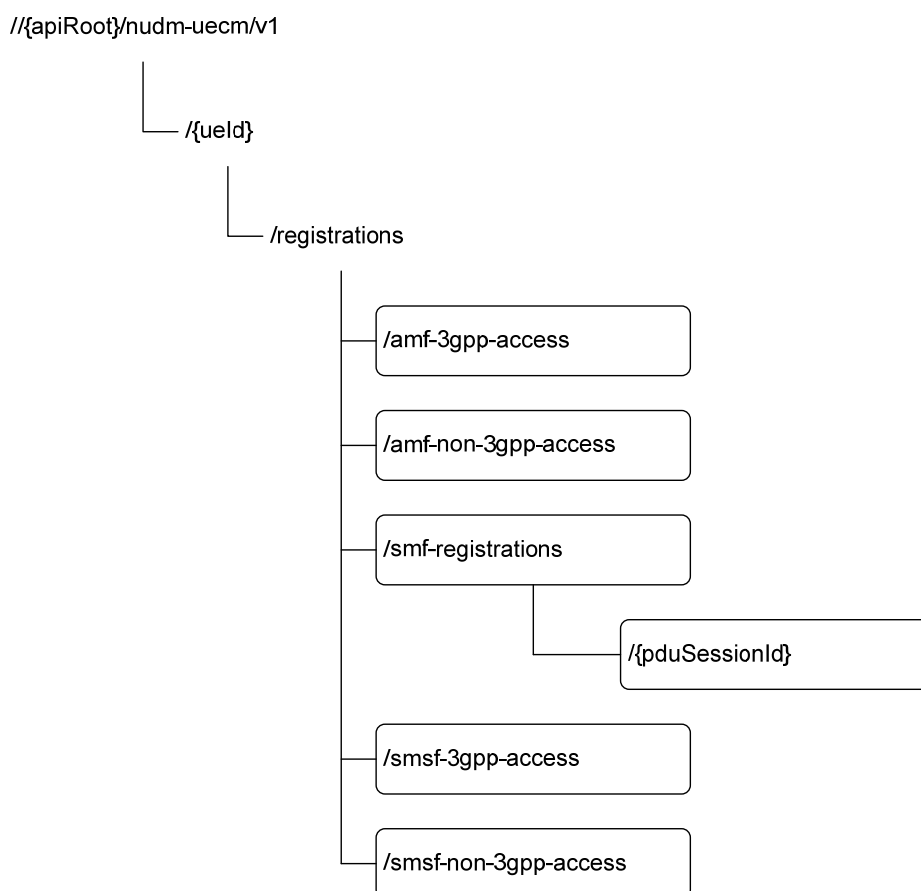 //{apiRoot}/nudm-uecm/v1
/{ueId}
/registrations
/amf-3gpp-access
/amf-non-3gpp-access
/smf-registrations
/{pduSessionId}
/smsf-3gpp-access
/smsf-non-3gpp-access